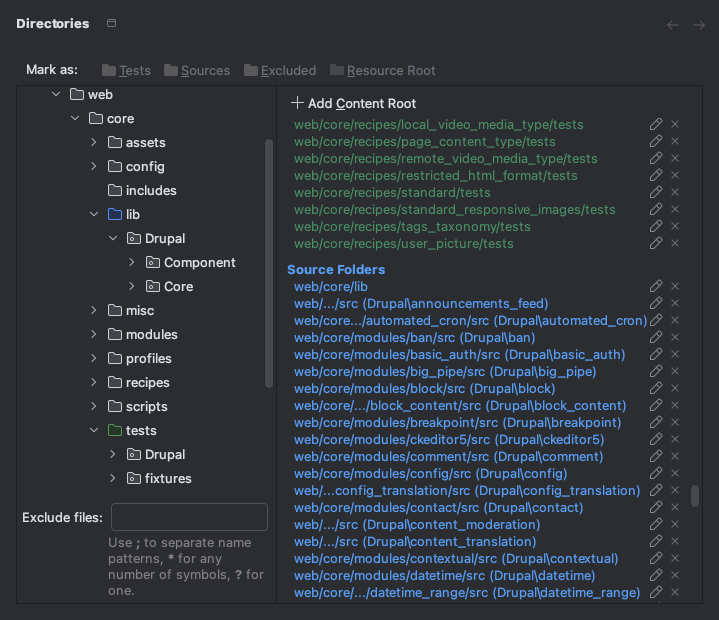 Directories
Mark as: Tests Sources Excluded Resource Root
web
core
assets
config
includes
lib
Drupal
Component
Core
misc
modules
profiles
recipes
scripts
tests
Drupal
fixtures
Exclude files:
Use ; to separate name
patterns, * for any
number of symbols, ? for
one.
Add Content Root
web/core/recipes/local_video_media_type/tests
web/core/recipes/page_content_type/tests
web/core/recipes/remote_video_media_type/tests
web/core/recipes/restricted_html_format/tests
web/core/recipes/standard/tests
web/core/recipes/standard_responsive_images/tests
web/core/recipes/tags_taxonomy/tests
web/core/recipes/user_picture/tests
Source Folders
web/core/lib
web/.../src (Drupal\announcements_feed)
web/core.../automated_cron/src (Drupal\automated_cron)
web/core/modules/ban/src (Drupal\ban)
web/core/modules/basic_auth/src (Drupal\basic_auth)
web/core/modules/big_pipe/src (Drupal\big_pipe)
web/core/modules/block/src (Drupal\block)
web/core/.../block_content/src (Drupal\block_content)
web/core/modules/breakpoint/src (Drupal\breakpoint)
web/core/modules/ckeditor5/src (Drupal\ckeditor5)
web/core/modules/comment/src (Drupal\comment)
web/core/modules/config/src (Drupal\config)
web/...config_translation/src (Drupal\config_translation)
web/core/modules/contact/src (Drupal\contact)
web/.../src (Drupal\content_moderation)
web/.../src (Drupal\content_translation)
web/core/modules/contextual/src (Drupal\contextual)
web/core/modules/datetime/src (Drupal\datetime)
web/core/.../datetime_range/src (Drupal\datetime_range)